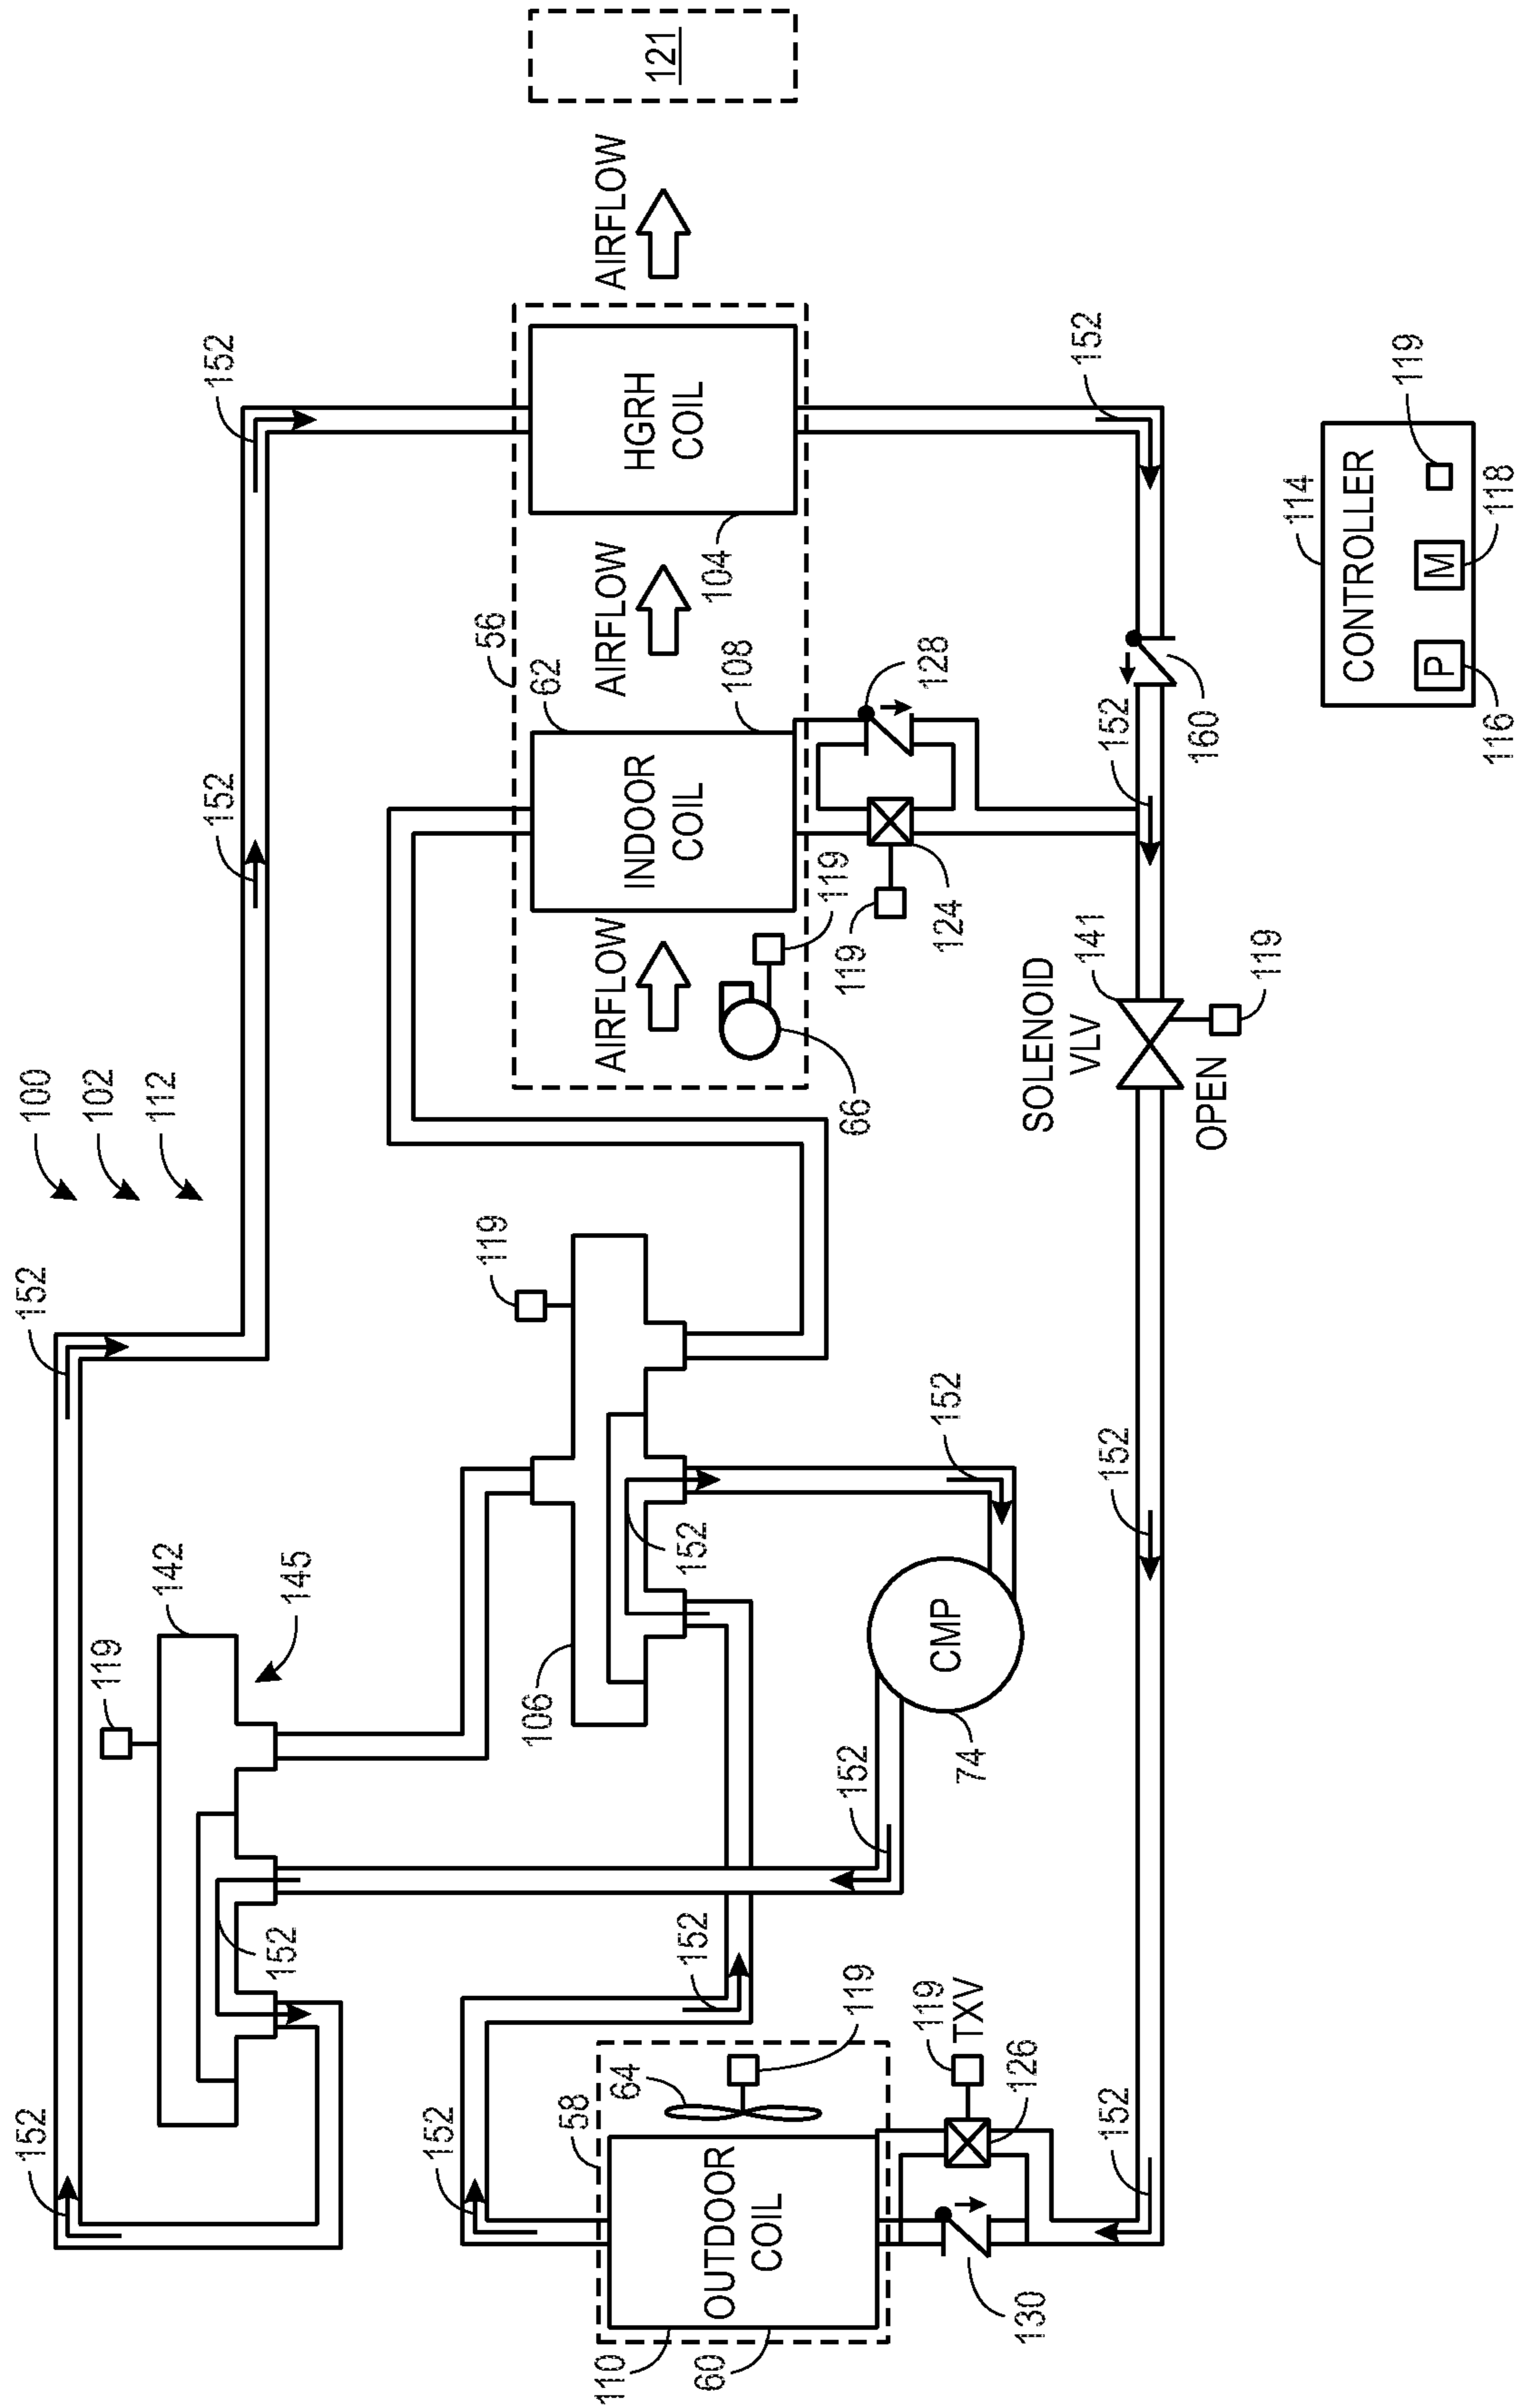 152
152
100
102
112
119
142
145
152
152
152
152
119
106
152
56
62
58
64
110
60
OUTDOOR
COIL
AIRFLOW
INDOOR
COIL
AIRFLOW
HGRH
COIL
AIRFLOW
121
152
152
108
104
119
152
74
CMP
152
66
119
119
124
128
119
TXV
126
130
SOLENOID
VLV
141
OPEN
119
152
152
152
160
152
114
CONTROLLER
P
M
119
116
118